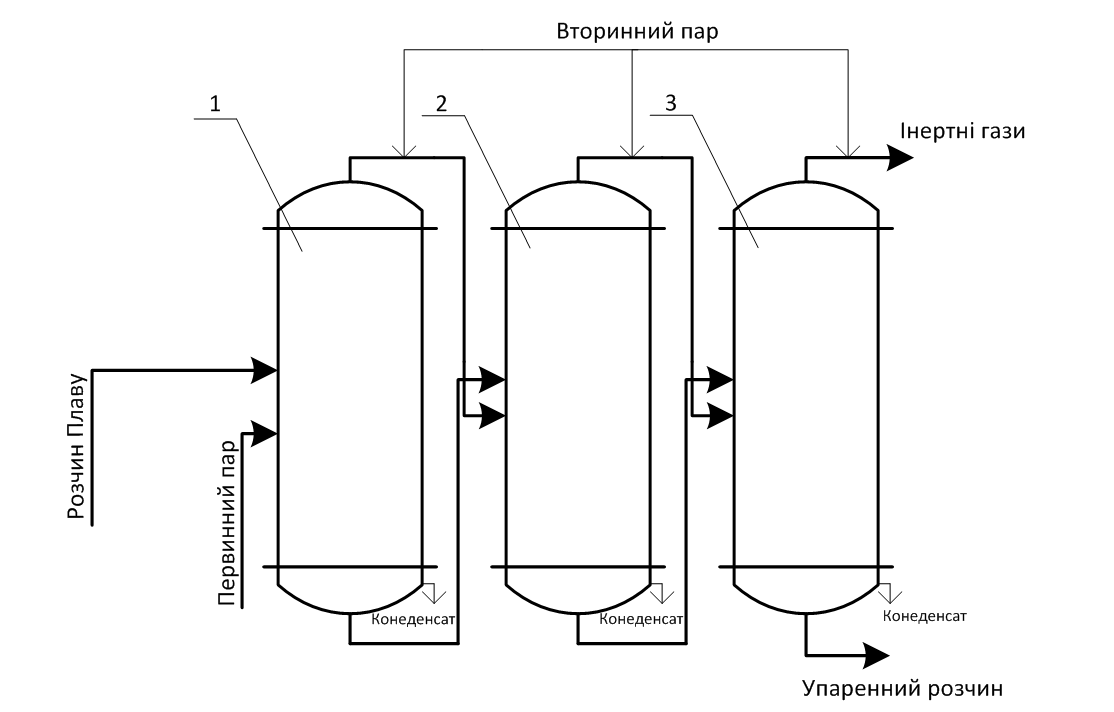 Вторинний пар
1
2
3
Інертні гази
Розчин Плаву
Первинний пар
Конеденсат
Конеденсат
Конеденсат
Упаренний розчин